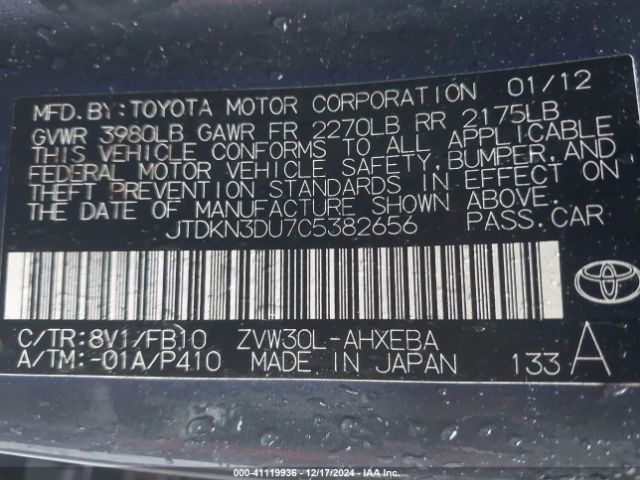 MFD.BY:TOYOTA MOTOR CORPORATION 01/12
GVWR 3980LB GAWR FR 2270LB RR 2175LB
THIS VEHICLE CONFORMS TO ALL APPLICABLE
FEDERAL MOTOR VEHICLE SAFETY,BUMPER,AND
THEFT PREVENTION STANDARDS IN EFFECT ON
THE DATE OF MANUFACTURE SHOWN ABOVE.
JTDKN3DU7C5382656 PASS.CAR
C/TR:8V1/FB10 ZVW30L-AHXEBA
A/TM:-01A/P410 MADE IN JAPAN 133 A
000-41119936 - 12/17/2024 - IAA Inc.